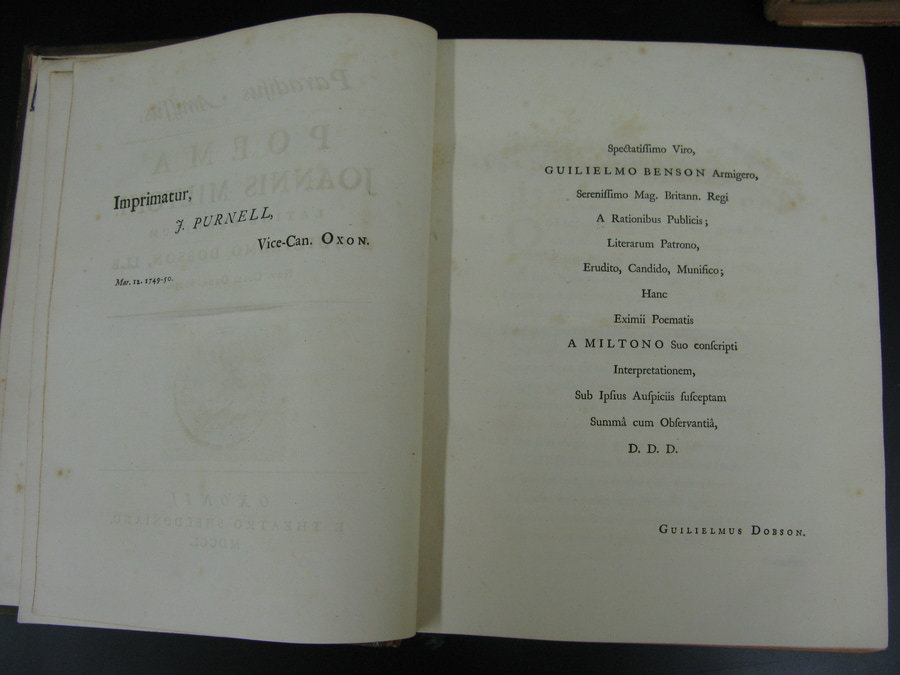 Imprimatur,
J. PURNELL,
Vice-Can. OXON.
Mar. 12. 1749-50.
Spectatiſſimo Viro,
GUILIELMO BENSON Armigero,
Sereniſſimo Mag. Britann. Regi
A Rationibus Publicis;
Literarum Patrono,
Erudito, Candido, Munifico;
Hanc
Eximii Poematis
A MILTONO Suo conſcripti
Interpretationem,
Sub Ipſius Auſpiciis ſuſceptam
Summâ cum Obſervantiâ,
D. D. D.
GUILIELMUS DOBSON.